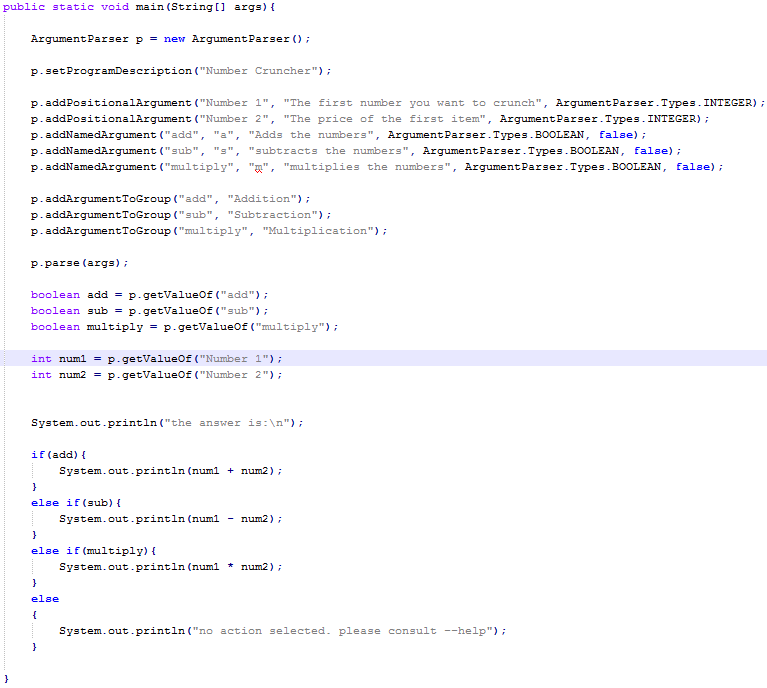 public static void main(String[] args){
ArgumentParser p = new ArgumentParser();
p.setProgramDescription("Number Cruncher");
p.addPositionalArgument("Number 1", "The first number you want to crunch", ArgumentParser.Types.INTEGER);
p.addPositionalArgument("Number 2", "The price of the first item", ArgumentParser.Types.INTEGER);
p.addNamedArgument("add", "a", "Adds the numbers", ArgumentParser.Types.BOOLEAN, false);
p.addNamedArgument("sub", "s", "subtracts the numbers", ArgumentParser.Types.BOOLEAN, false);
p.addNamedArgument("multiply", "m", "multiplies the numbers", ArgumentParser.Types.BOOLEAN, false);
p.addArgumentToGroup("add", "Addition");
p.addArgumentToGroup("sub", "Subtraction");
p.addArgumentToGroup("multiply", "Multiplication");
p.parse(args);
boolean add = p.getValueOf("add");
boolean sub = p.getValueOf("sub");
boolean multiply = p.getValueOf("multiply");
int num1 = p.getValueOf("Number 1");
int num2 = p.getValueOf("Number 2");
System.out.println("the answer is:\n");
if(add){
System.out.println(num1 + num2);
}
else if(sub){
System.out.println(num1 - num2);
}
else if(multiply){
System.out.println(num1 * num2);
}
else
{
System.out.println("no action selected. please consult --help");
}
}